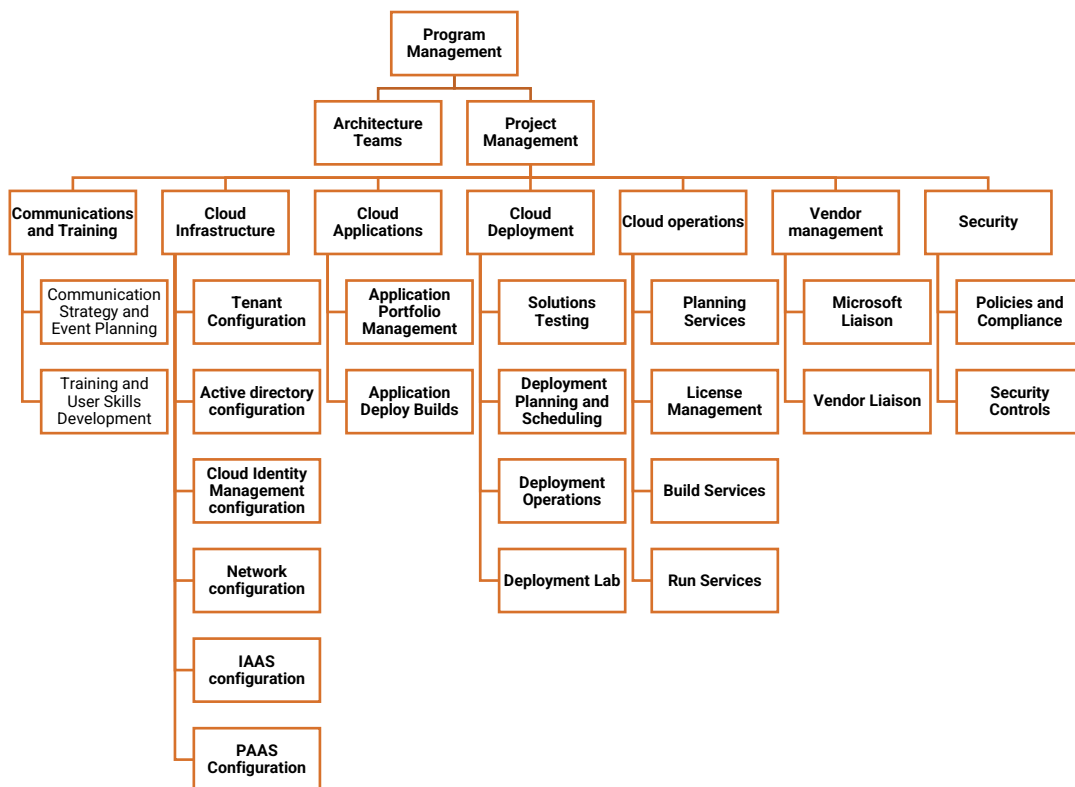 Program
Management
Architecture
Teams
Project
Management
Communications
and Training
Cloud
Infrastructure
Cloud
Applications
Cloud
Deployment
Cloud operations
Vendor
management
Security
Communication
Strategy and
Event Planning
Training and
User Skills
Development
Tenant
Configuration
Active directory
configuration
Cloud Identity
Management
configuration
Network
configuration
IAAS
configuration
PAAS
Configuration
Application
Portfolio
Management
Application
Deploy Builds
Solutions
Testing
Deployment
Planning and
Scheduling
Deployment
Operations
Deployment Lab
Planning
Services
License
Management
Build Services
Run Services
Microsoft
Liaison
Vendor Liaison
Policies and
Compliance
Security
Controls